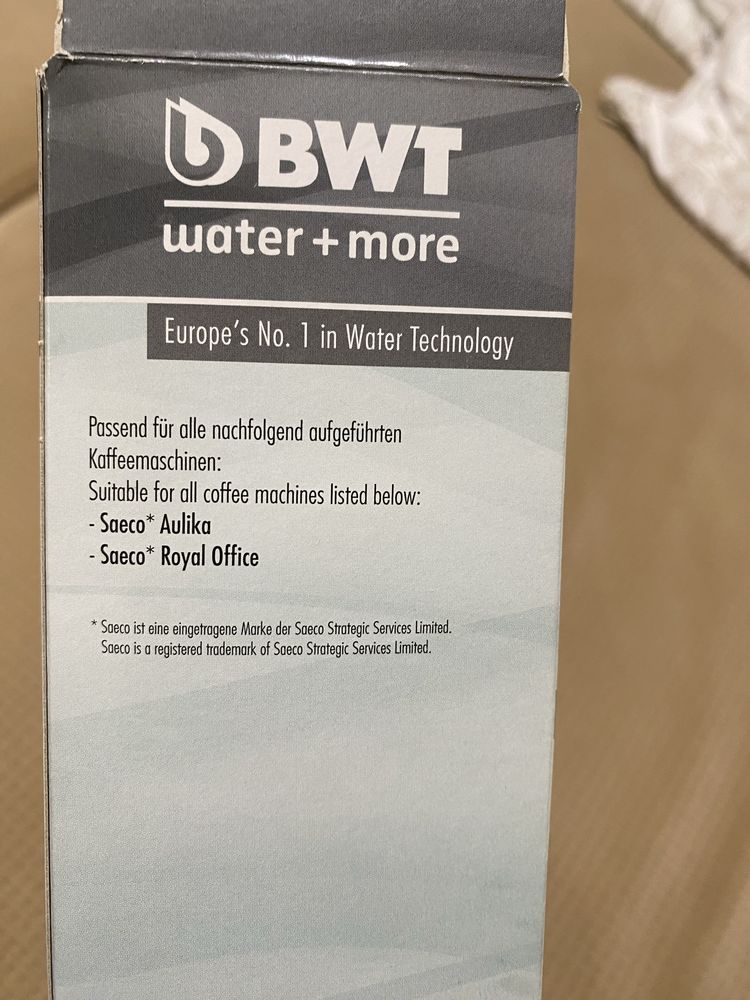 BWT
water + more
Europe's No. 1 in Water Technology
Passend für alle nachfolgend aufgeführten
Kaffeemaschinen:
Suitable for all coffee machines listed below:
- Saeco* Aulika
- Saeco* Royal Office
* Saeco ist eine eingetragene Marke der Saeco Strategic Services Limited.
Saeco is a registered trademark of Saeco Strategic Services Limited.